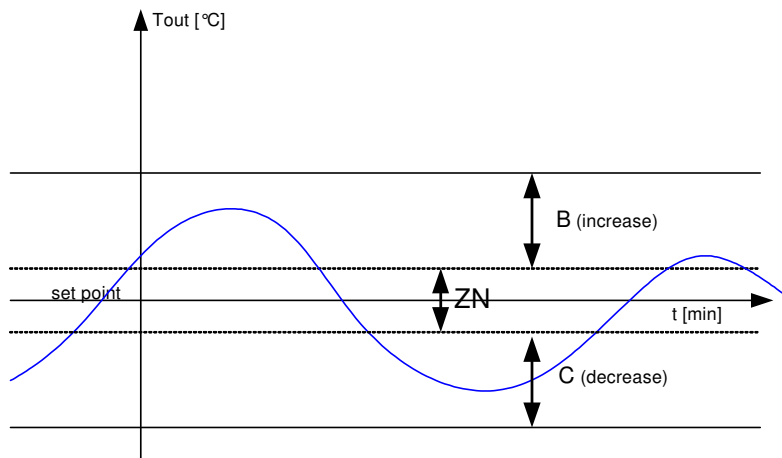 Tout [°C]
B (increase)
set point
ZN
t [min]
C (decrease)